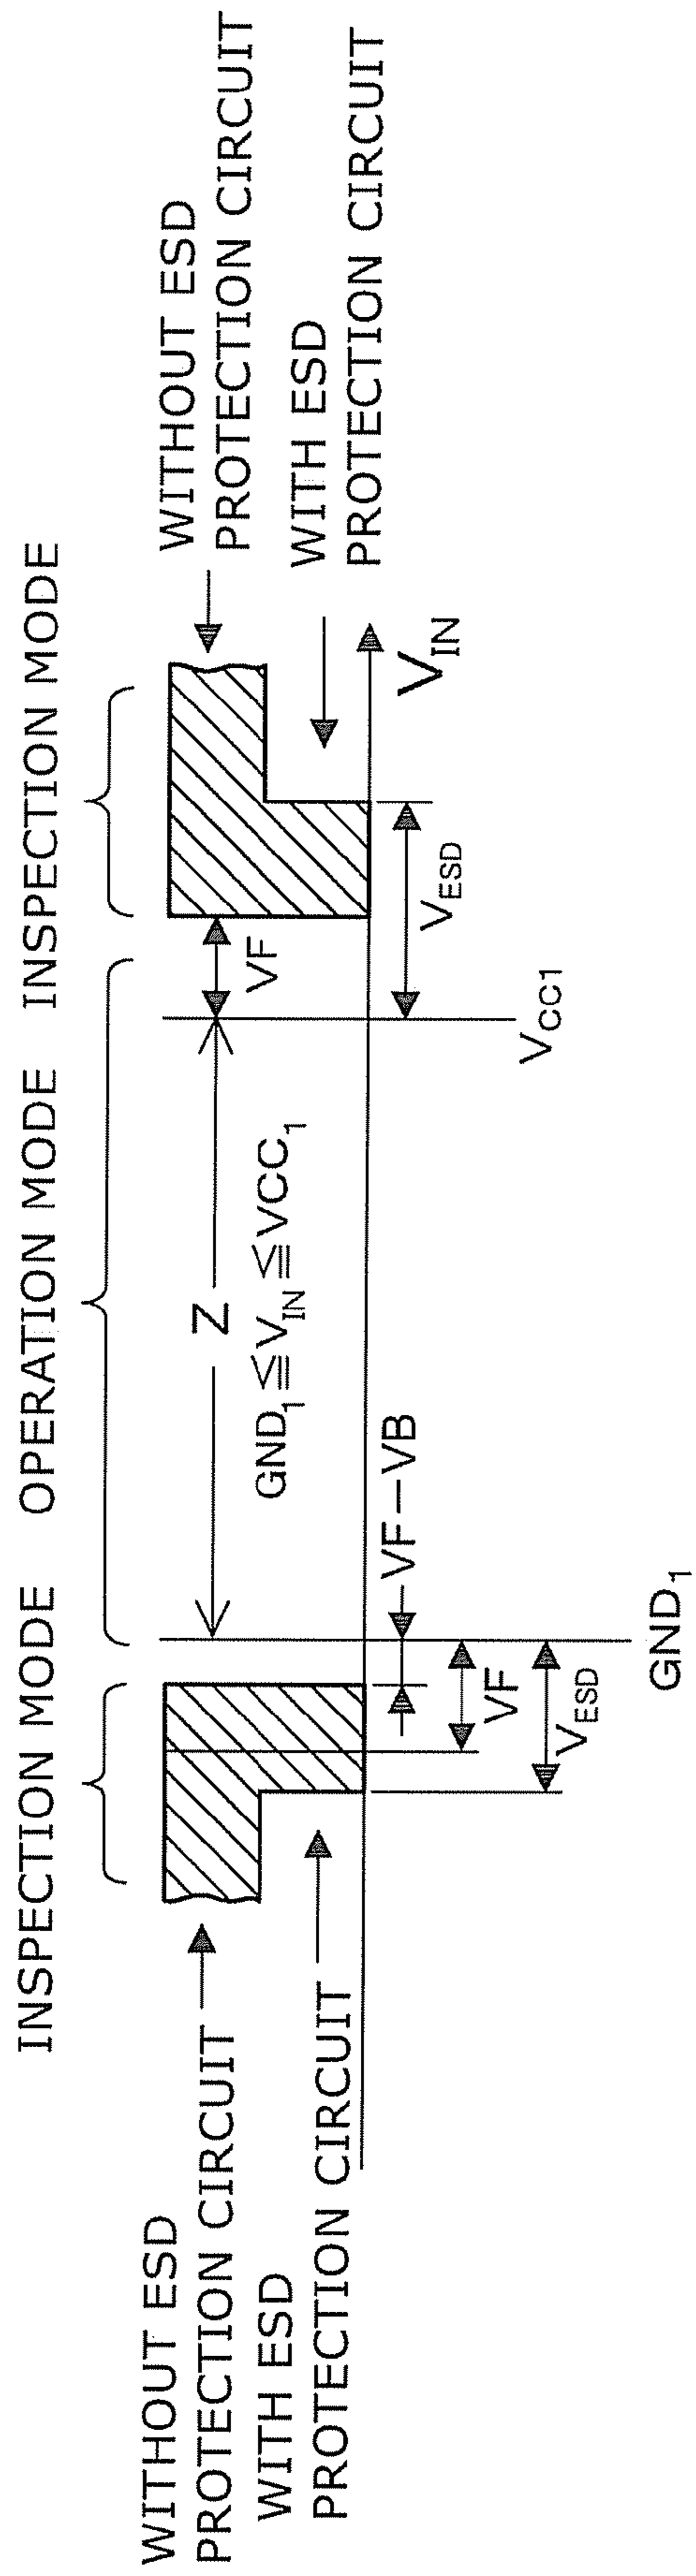 INSPECTION MODE
OPERATION MODE
INSPECTION MODE
WITHOUT ESD
PROTECTION CIRCUIT
WITH ESD
PROTECTION CIRCUIT
Z
GND1≦VIN≦VCC1
VF
WITHOUT ESD
PROTECTION CIRCUIT
WITH ESD
PROTECTION CIRCUIT
VIN
VF−VB
VF
VESD
GND1
VESD
VCC1